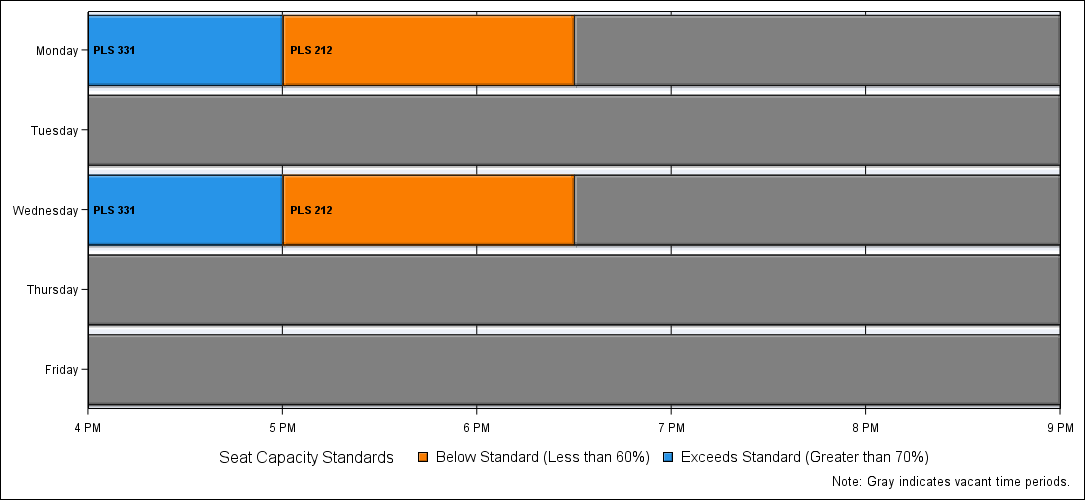 Monday
PLS 331
PLS 212
Tuesday
Wednesday
PLS 331
PLS 212
Thursday
Friday
4 PM 5 PM 6 PM 7 PM 8 PM 9 PM
Seat Capacity Standards Below Standard (Less than 60%) Exceeds Standard (Greater than 70%)
Note: Gray indicates vacant time periods.